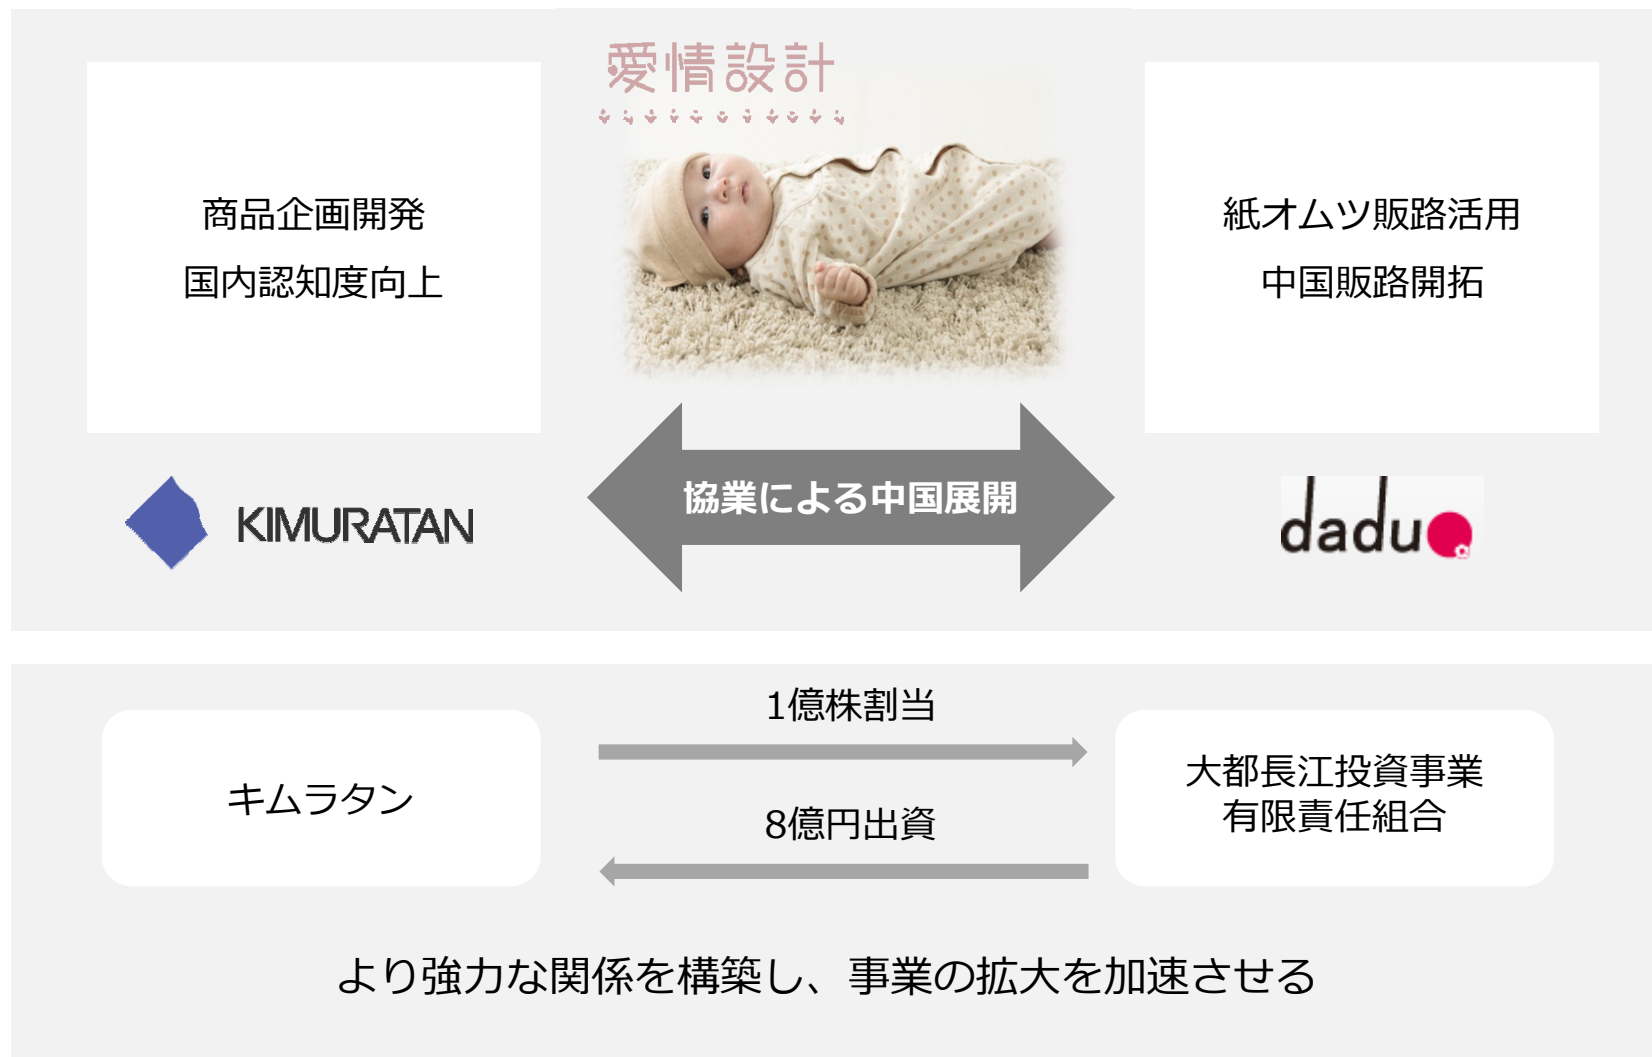 愛情設計
商品企画開発
国内認知度向上
紙オムツ販路活用
中国販路開拓
協業による中国展開
KIMURATAN
dadu
1億株割当
キムラタン
大都長江投資事業
有限責任組合
8億円出資
より強力な関係を構築し、事業の拡大を加速させる